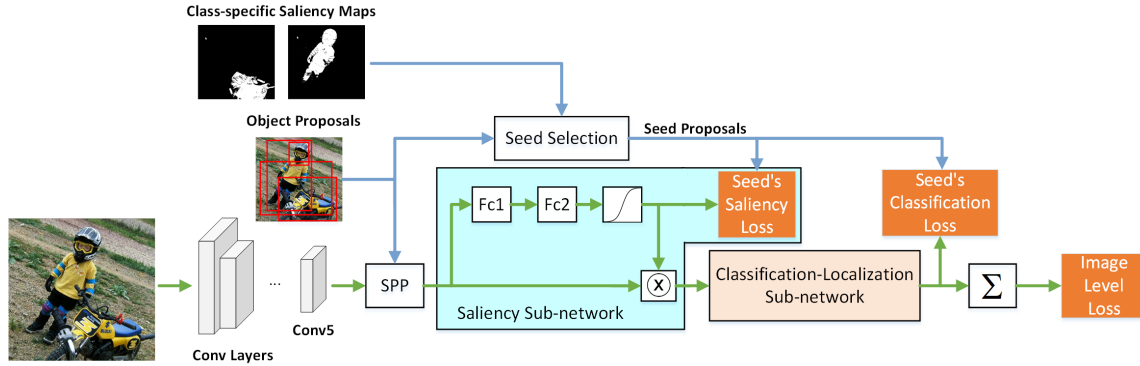 Class-specific Saliency Maps
Object Proposals
Seed Selection
Seed Proposals
Fc1
Fc2
Seed's
Saliency
Loss
Seed's
Classification
Loss
SPP
X
Classification-Localization
Sub-network
Σ
Image
Level
Loss
...
Conv5
Saliency Sub-network
Conv Layers